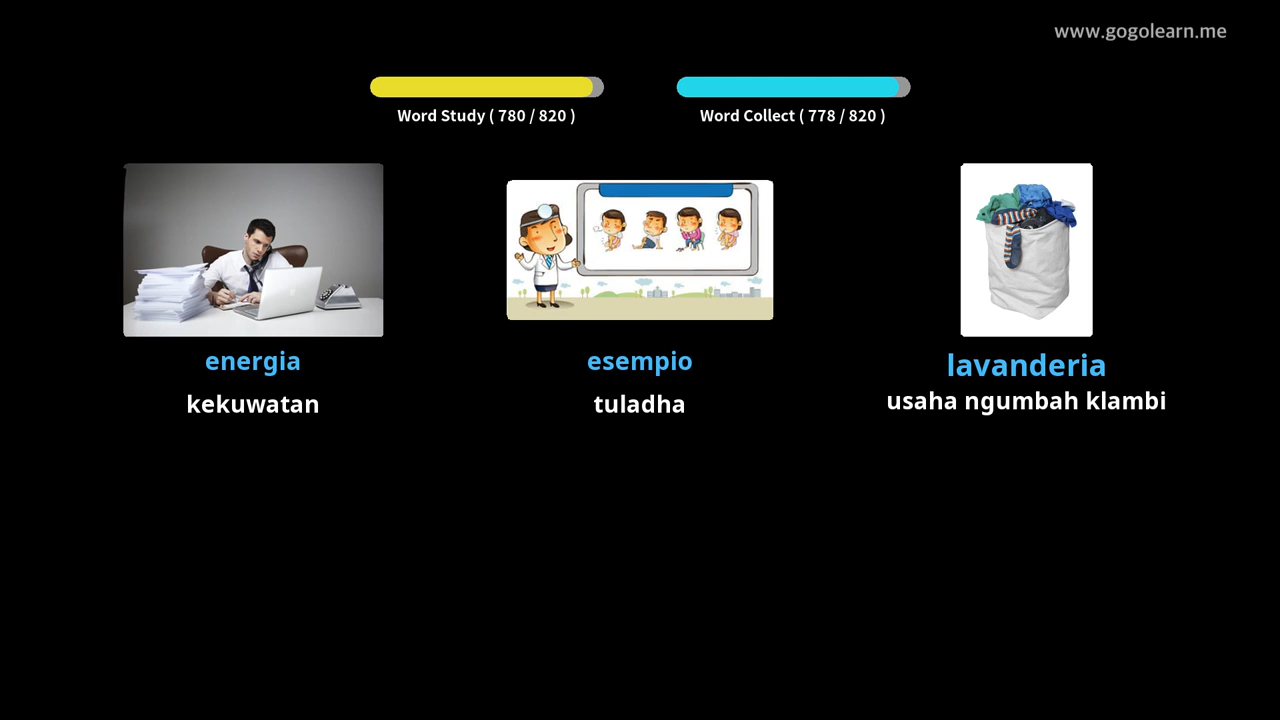 www.gogolearn.me
Word Study ( 780 / 820 )
Word Collect ( 778 / 820 )
energia
esempio
lavanderia
kekuwatan
tuladha
usaha ngumbah klambi